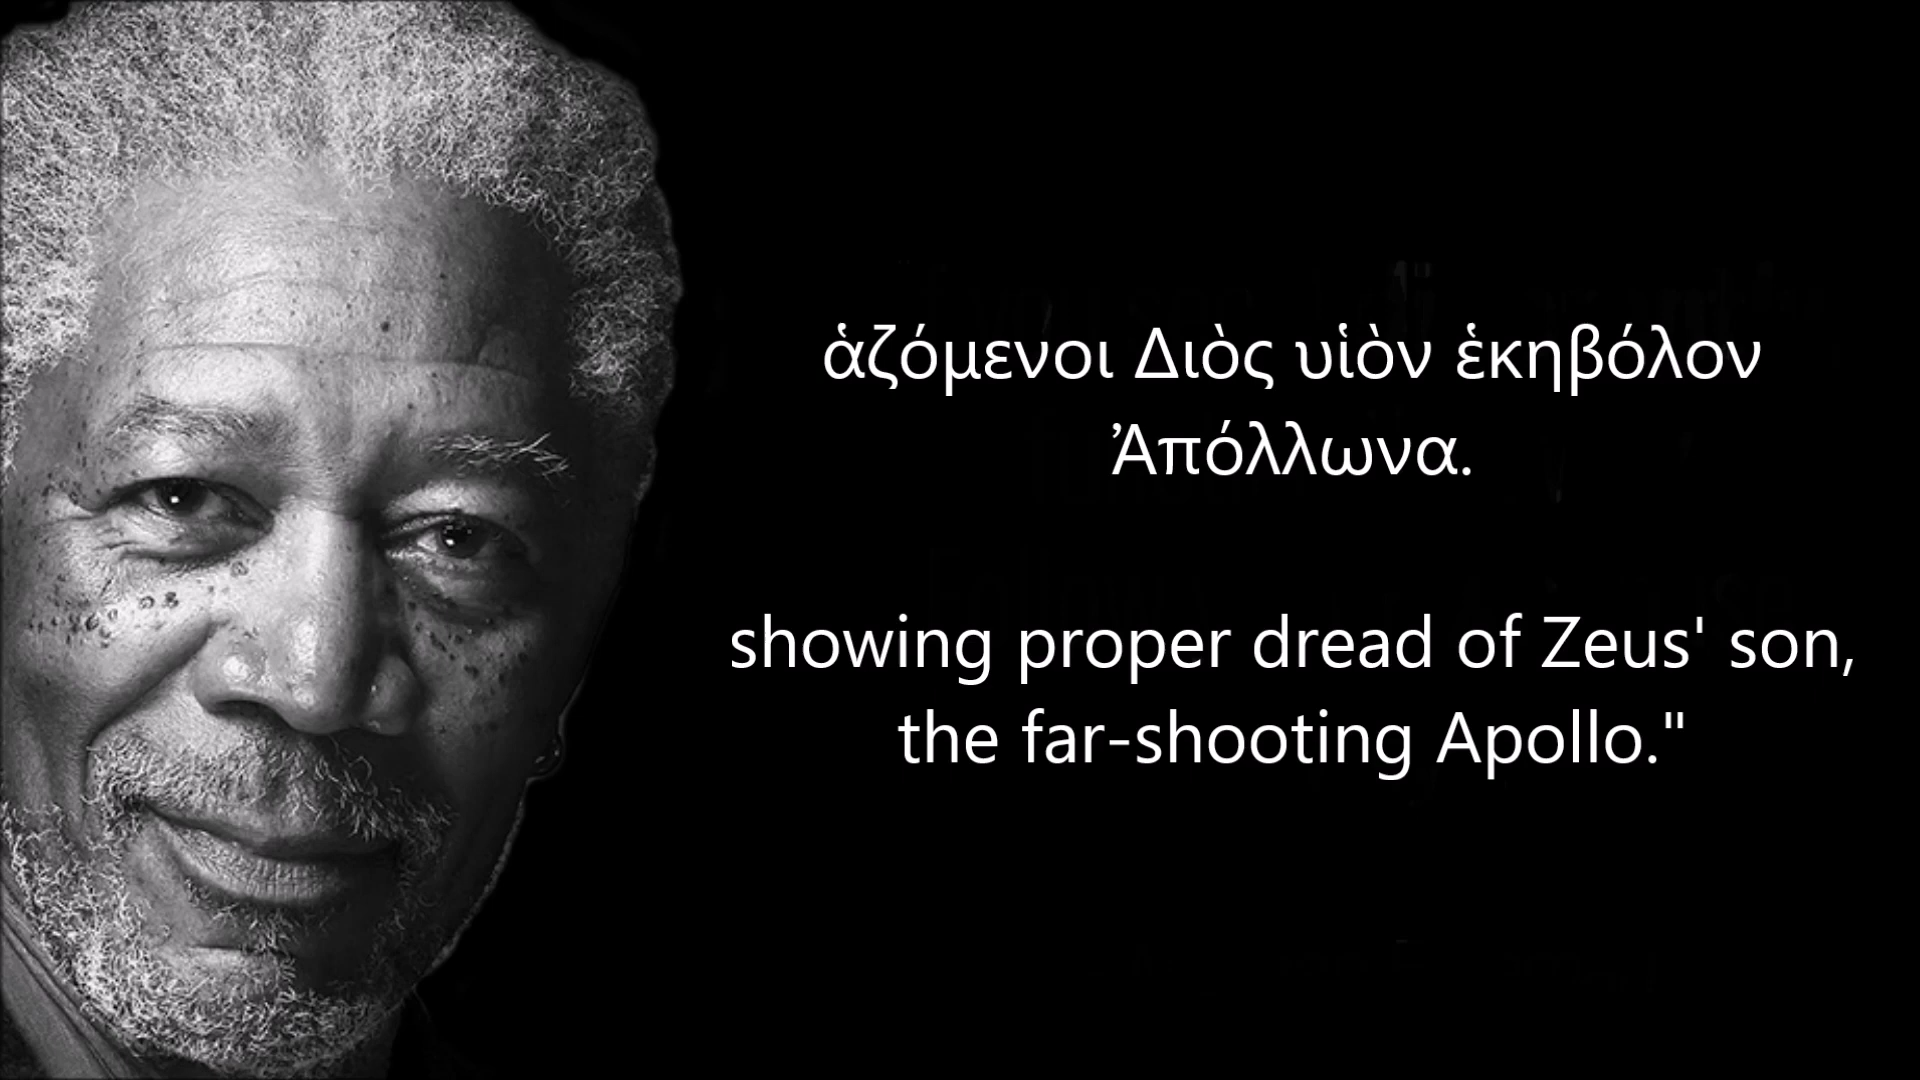 ἁζόμενοι Διὸς υἱὸν ἑκηβόλον
Ἀπόλλωνα.
showing proper dread of Zeus' son,
the far-shooting Apollo."